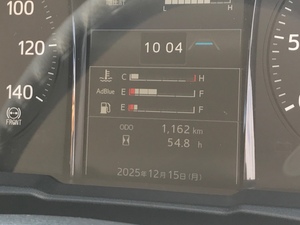 100
120
140
FRONT
10 04
C H
AdBlue E F
E F
ODO 1,162 km
54.8 h
2025年12月15日(月)